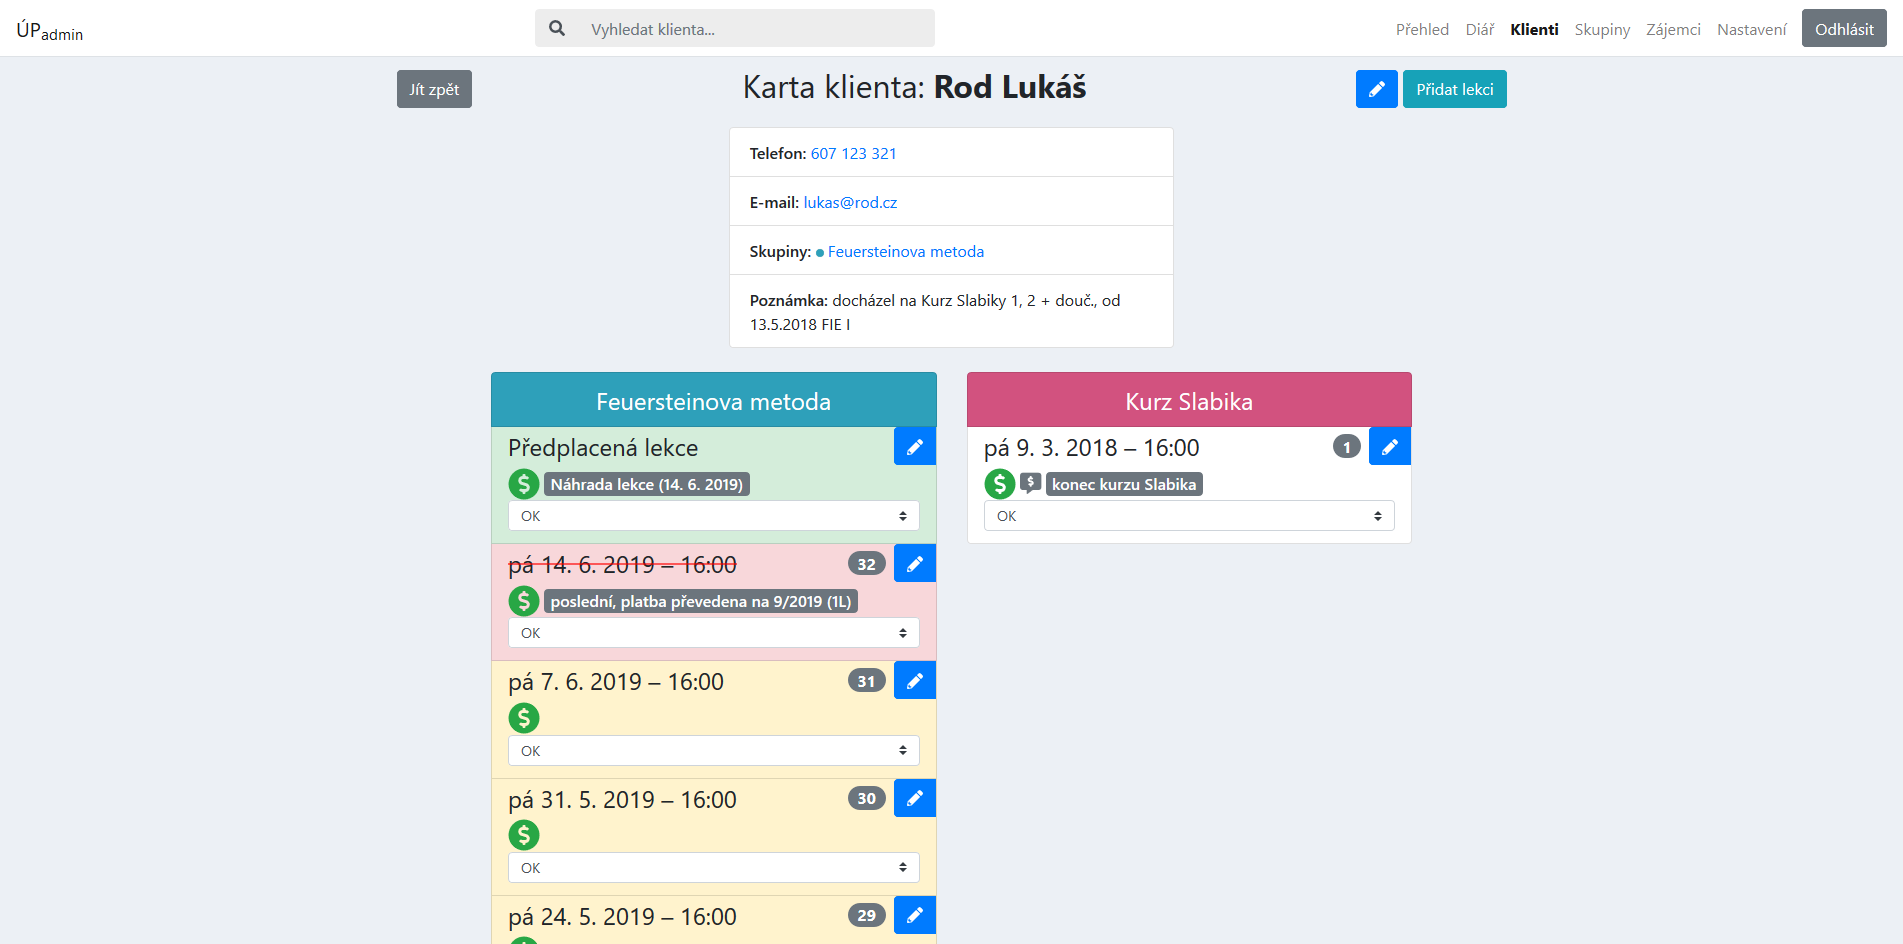 ÚPadmin
Vyhledat klienta...
Přehled Diář Klienti Skupiny Zájemci Nastavení Odhlásit
Jít zpět
Karta klienta: Rod Lukáš
Přidat lekci
Telefon: 607 123 321
E-mail: lukas@rod.cz
Skupiny: Feuersteinova metoda
Poznámka: docházel na Kurz Slabiky 1, 2 + douč., od
13.5.2018 FIE I
Feuersteinova metoda
Předplacená lekce
Náhrada lekce (14. 6. 2019)
OK
pá 14. 6. 2019 – 16:00 32
poslední, platba převedena na 9/2019 (1L)
OK
pá 7. 6. 2019 – 16:00 31
OK
pá 31. 5. 2019 – 16:00 30
OK
pá 24. 5. 2019 – 16:00 29
Kurz Slabika
pá 9. 3. 2018 – 16:00 1
konec kurzu Slabika
OK